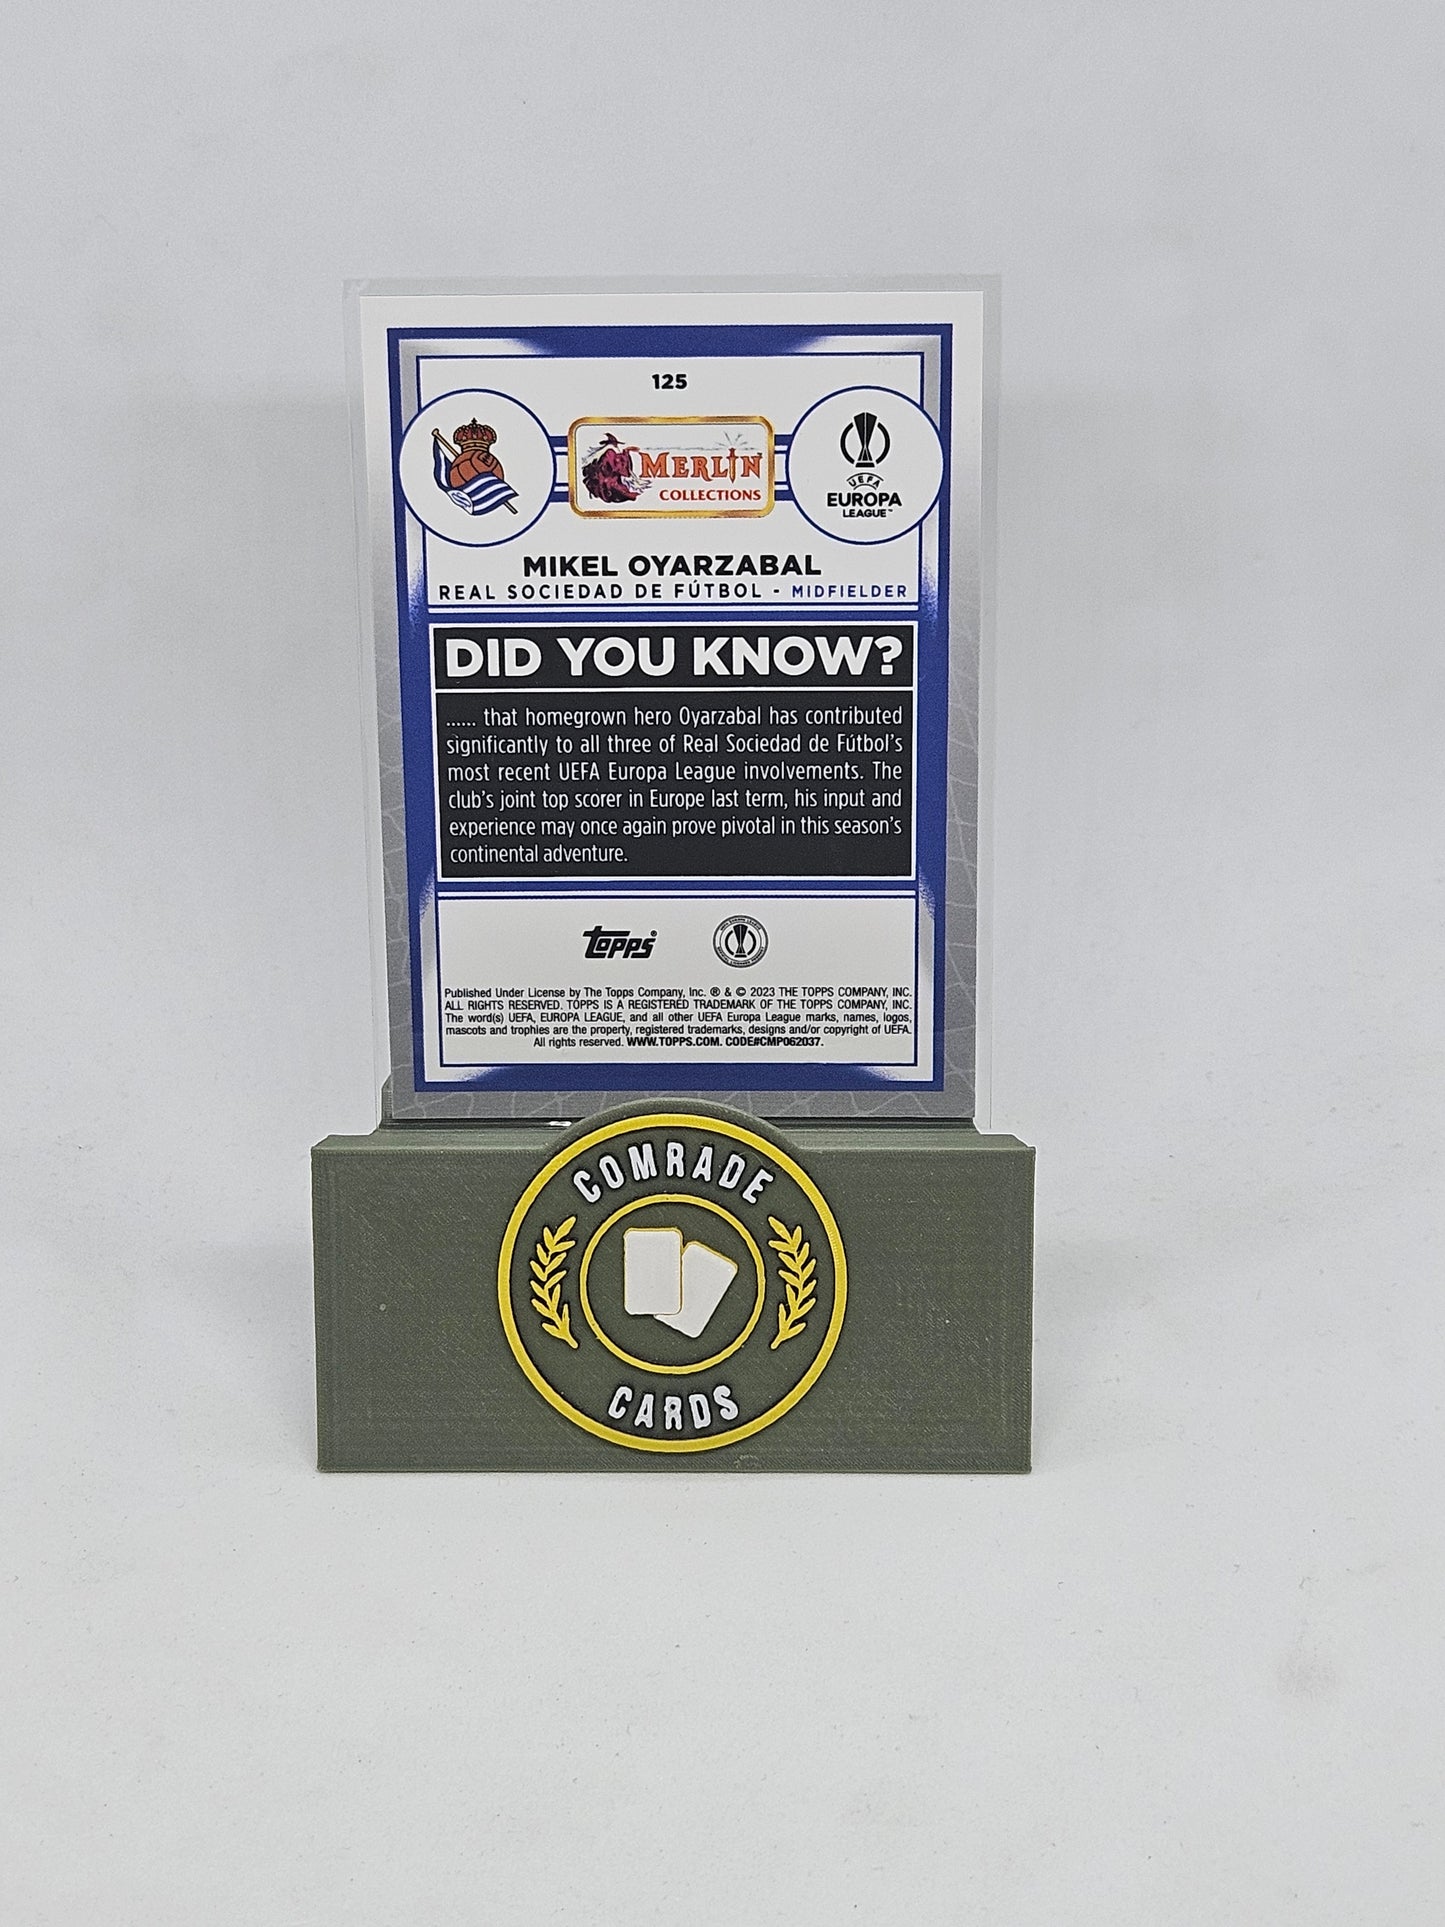 125
MERLIN
COLLECTIONS
UEFA
EUROPA
LEAGUE™
MIKEL OYARZABAL
REAL SOCIEDAD DE FÚTBOL - MIDFIELDER
DID YOU KNOW?
...... that homegrown hero Oyarzabal has contributed
significantly to all three of Real Sociedad de Fútbol's
most recent UEFA Europa League involvements. The
club's joint top scorer in Europe last term, his input and
experience may once again prove pivotal in this season's
continental adventure.
topps®
Published Under License by The Topps Company, Inc. ® & © 2023 THE TOPPS COMPANY, INC.
ALL RIGHTS RESERVED. TOPPS IS A REGISTERED TRADEMARK OF THE TOPPS COMPANY, INC.
The word(s) UEFA, EUROPA LEAGUE, and all other UEFA Europa League marks, names, logos,
mascots and trophies are the property, registered trademarks, designs and/or copyright of UEFA.
All rights reserved. WWW.TOPPS.COM. CODE#CMP062037.
COMRADE
CARDS